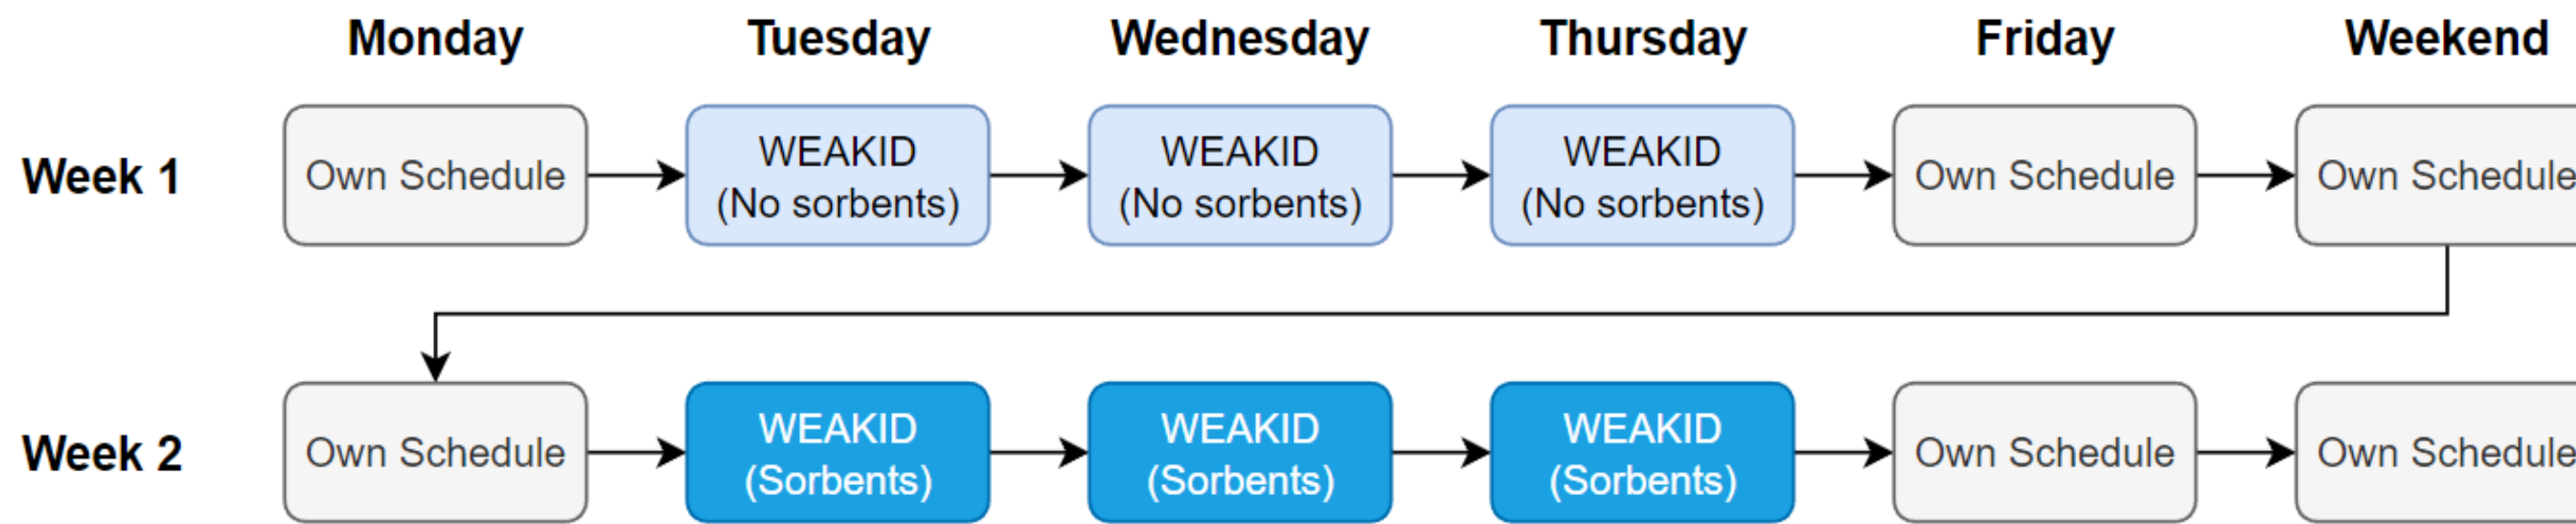 Monday Tuesday Wednesday Thursday Friday Weekend
Week 1
Own Schedule
WEAKID
(No sorbents)
WEAKID
(No sorbents)
WEAKID
(No sorbents)
Own Schedule
Own Schedule
Week 2
Own Schedule
WEAKID
(Sorbents)
WEAKID
(Sorbents)
WEAKID
(Sorbents)
Own Schedule
Own Schedule